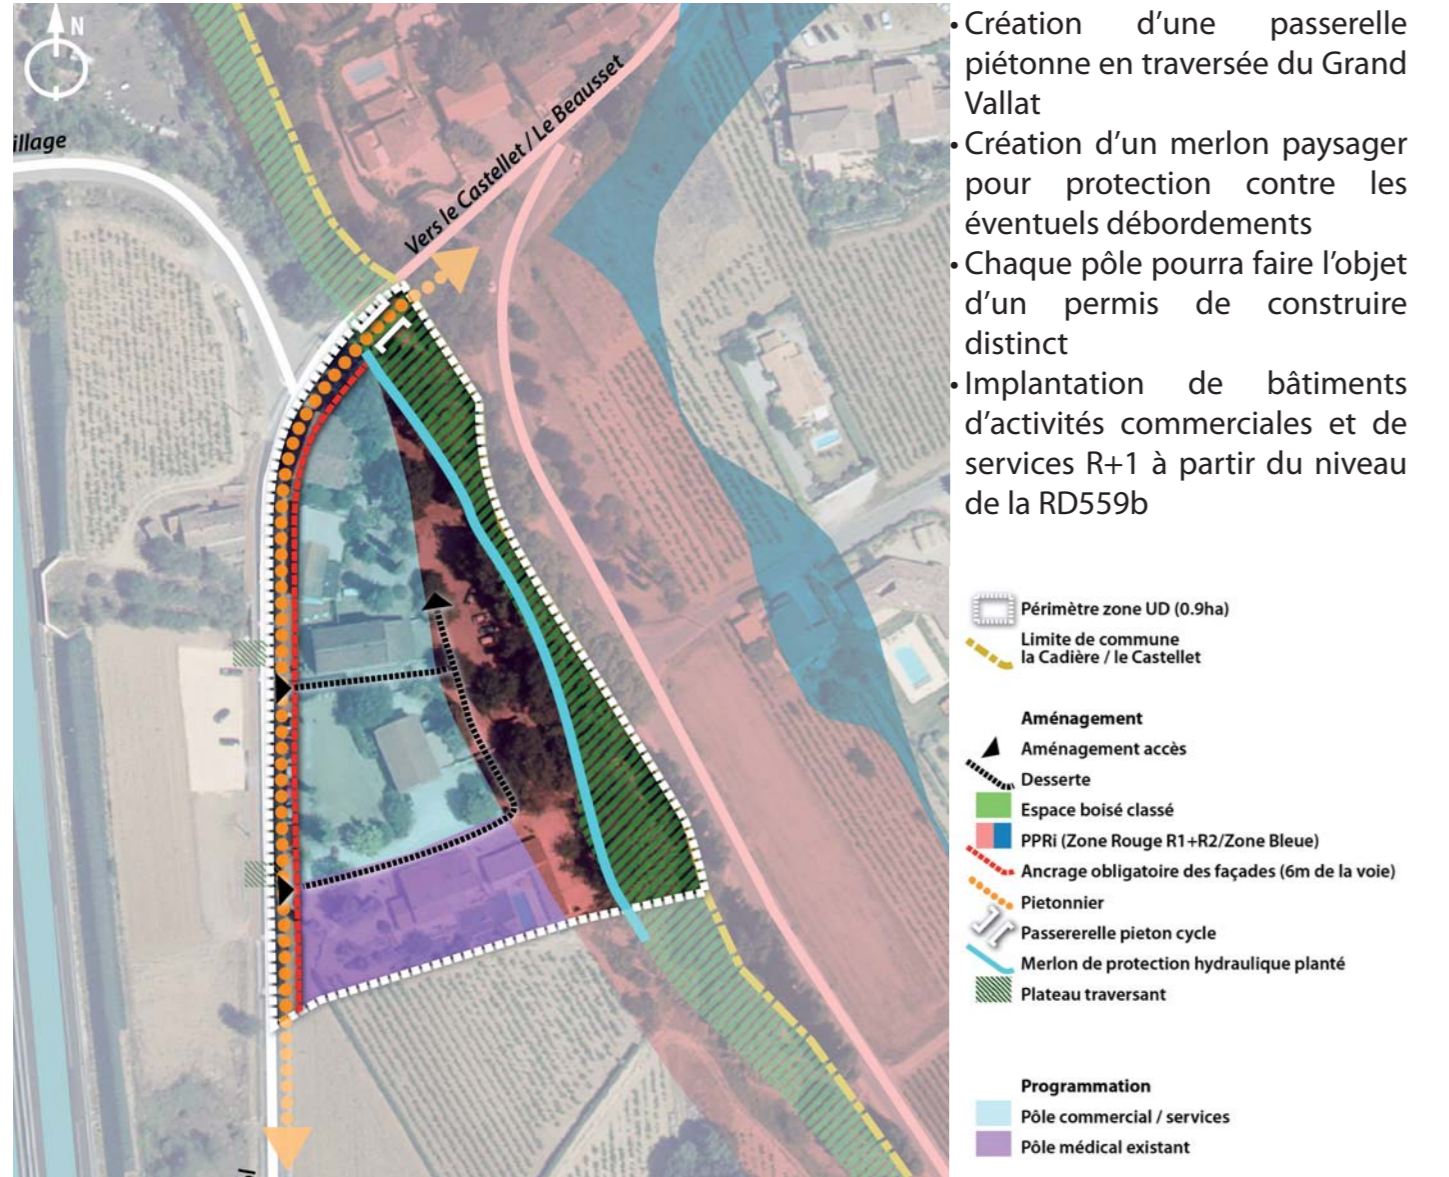 N
illage
Vers le Castellet / Le Beausset
• Création d’une passerelle
piétonne en traversée du Grand
Vallat
• Création d’un merlon paysager
pour protection contre les
éventuels débordements
• Chaque pôle pourra faire l’objet
d’un permis de construire
distinct
• Implantation de bâtiments
d’activités commerciales et de
services R+1 à partir du niveau
de la RD559b
Périmètre zone UD (0.9ha)
Limite de commune
la Cadière / le Castellet
Aménagement
Aménagement accès
Desserte
Espace boisé classé
PPRi (Zone Rouge R1+R2/Zone Bleue)
Ancrage obligatoire des façades (6m de la voie)
Pietonnier
Passererelle pieton cycle
Merlon de protection hydraulique planté
Plateau traversant
Programmation
Pôle commercial / services
Pôle médical existant